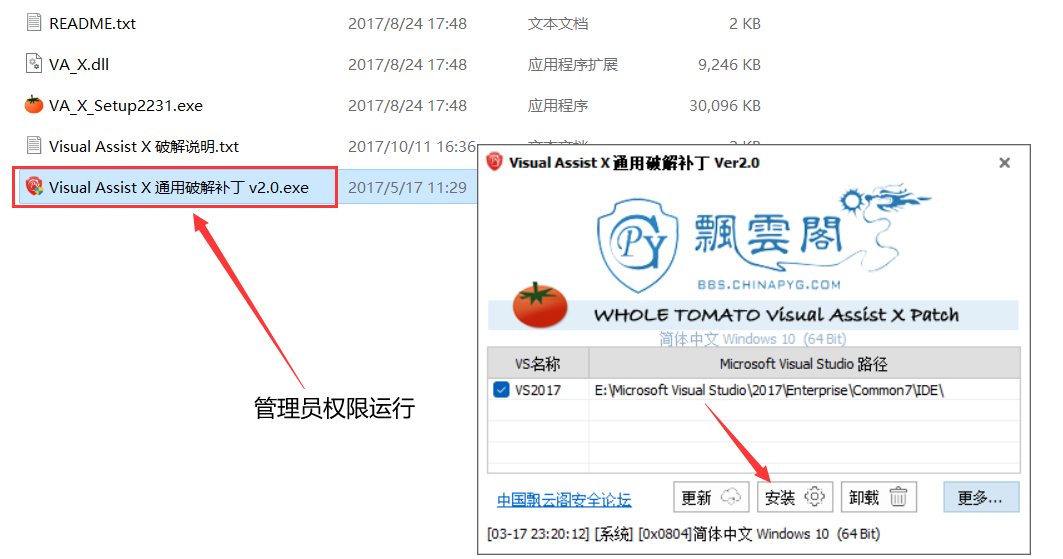 README.txt 2017/8/24 17:48 文本文档 2 KB
VA_X.dll 2017/8/24 17:48 应用程序扩展 9,246 KB
VA_X_Setup2231.exe 2017/8/24 17:48 应用程序 30,096 KB
Visual Assist X 破解说明.txt 2017/10/11 16:36
Visual Assist X 通用破解补丁 v2.0.exe 2017/5/17 11:29
管理员权限运行
Visual Assist X 通用破解补丁 Ver2.0
PY
飄雲閣
BBS.CHINAPYG.COM
WHOLE TOMATO Visual Assist X Patch
简体中文 Windows 10 (64 Bit)
VS名称 Microsoft Visual Studio 路径
VS2017 E:\Microsoft Visual Studio\2017\Enterprise\Common7\IDE\
中国飘云阁安全论坛 更新 安装 卸载 更多...
[03-17 23:20:12] [系统] [0x0804]简体中文 Windows 10 (64 Bit)